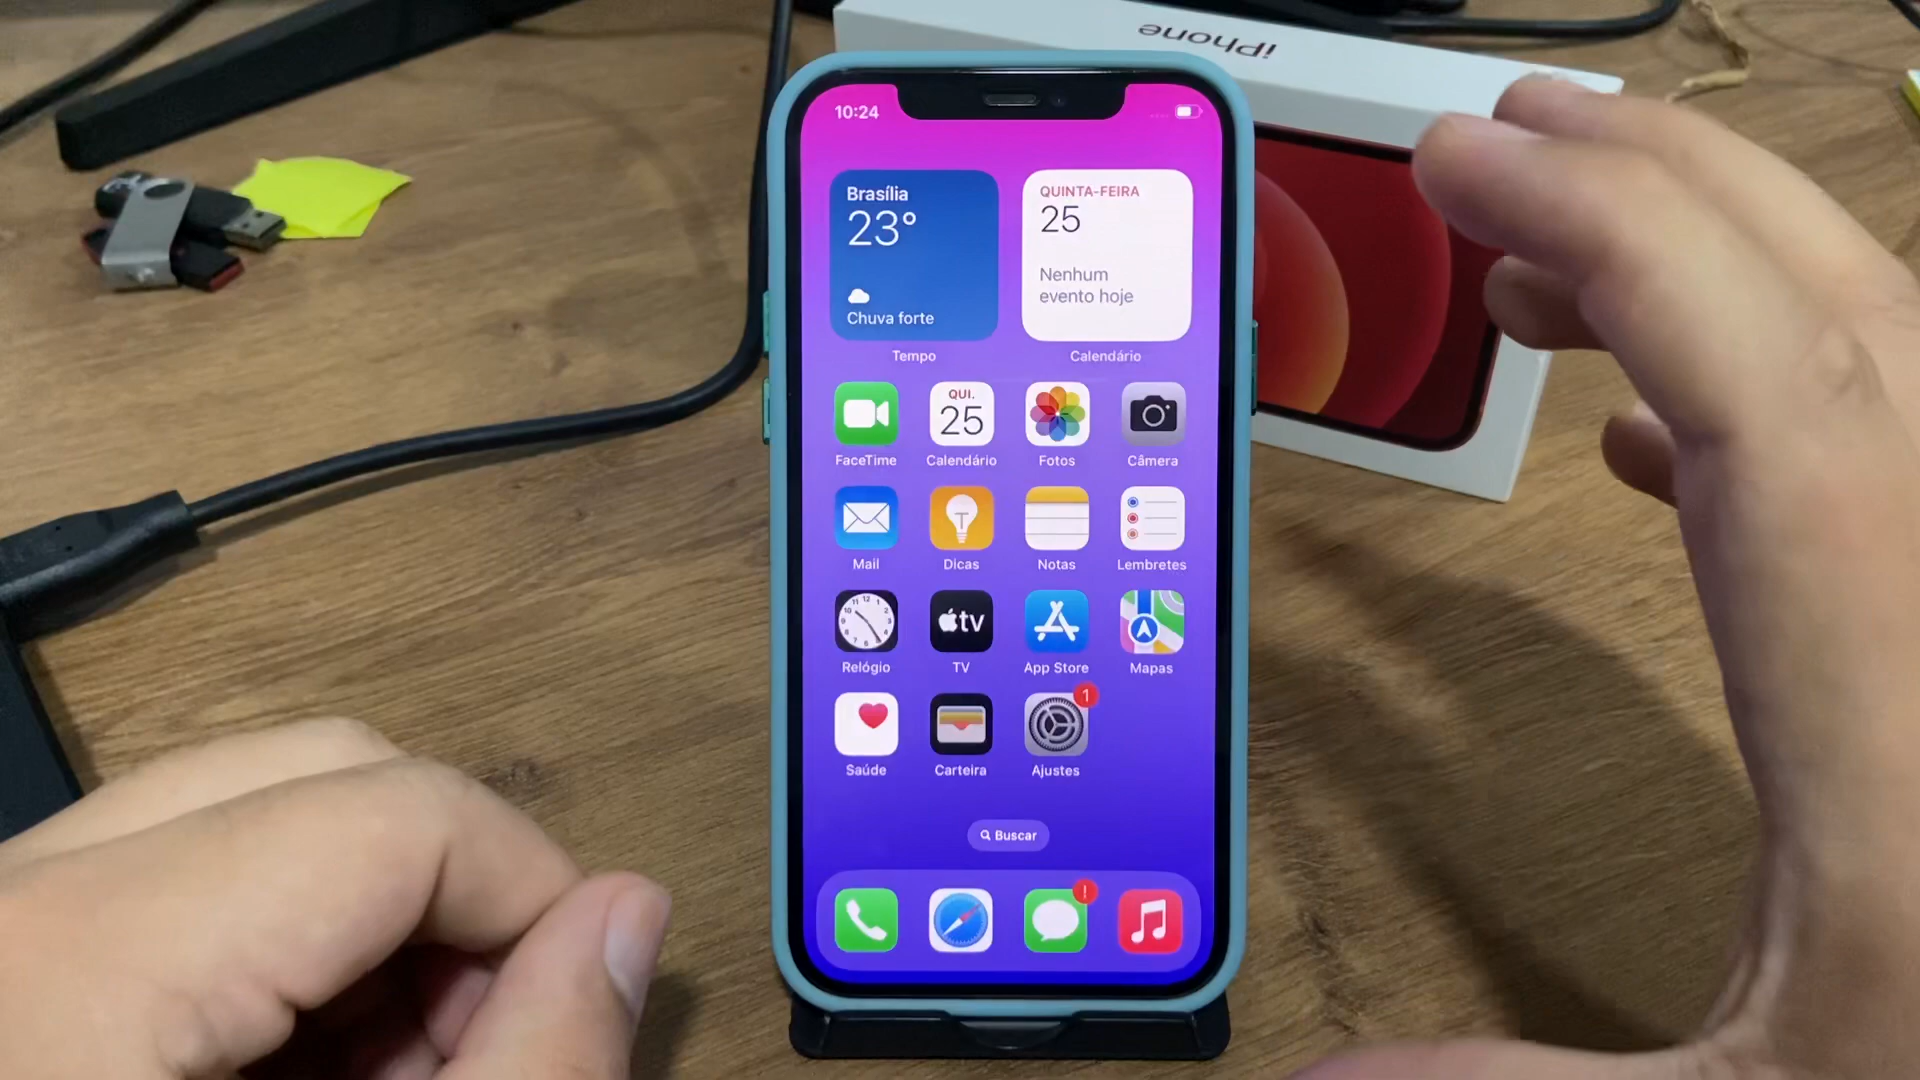 iPhone
10:24
Brasília
23°
Chuva forte
Tempo
QUINTA-FEIRA
25
Nenhum
evento hoje
Calendário
FaceTime
QUI.
25
Calendário
Fotos
Câmera
Mail
Dicas
Notas
Lembretes
tv
Relógio
TV
App Store
Mapas
1
Saúde
Carteira
Ajustes
Buscar
!